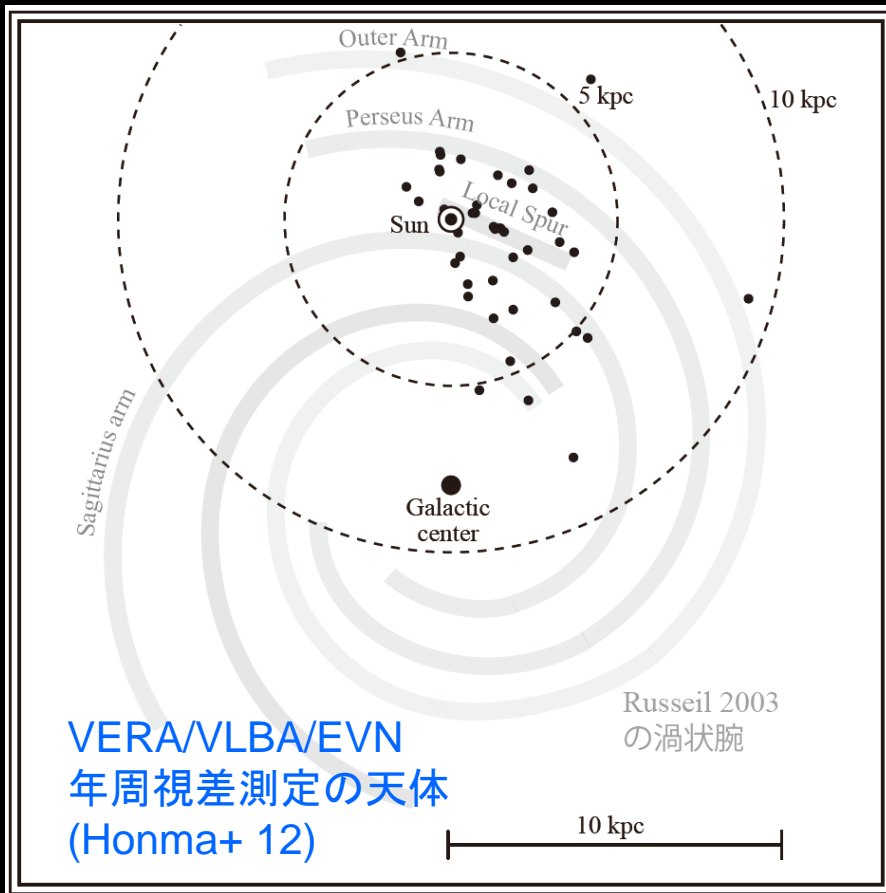 Outer Arm
5 kpc
10 kpc
Perseus Arm
Local Spur
Sun
Sagittarius arm
Galactic
center
Russeil 2003
の渦状腕
VERA/VLBA/EVN
年周視差測定の天体
(Honma+ 12)
10 kpc